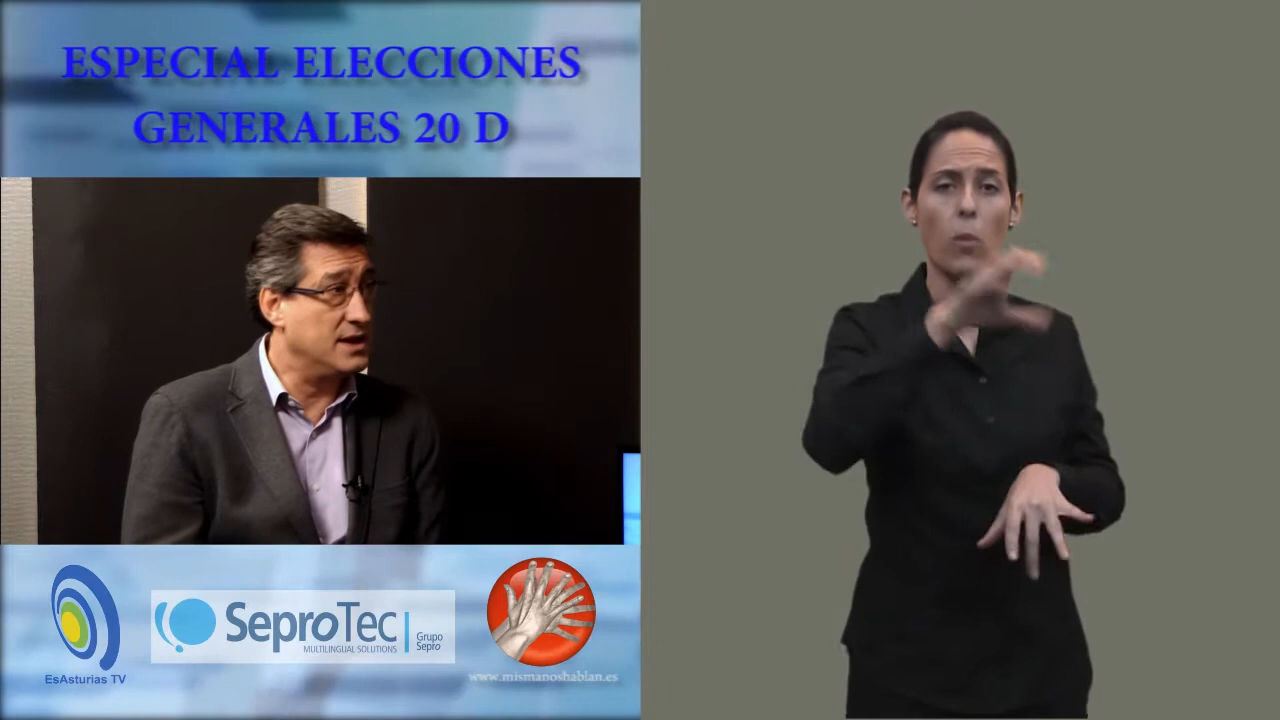 ESPECIAL ELECCIONES
GENERALES 20 D
EsAsturias TV
SeproTec
MULTILINGUAL SOLUTIONS
Grupo
Sepro
www.mismanoshablan.es